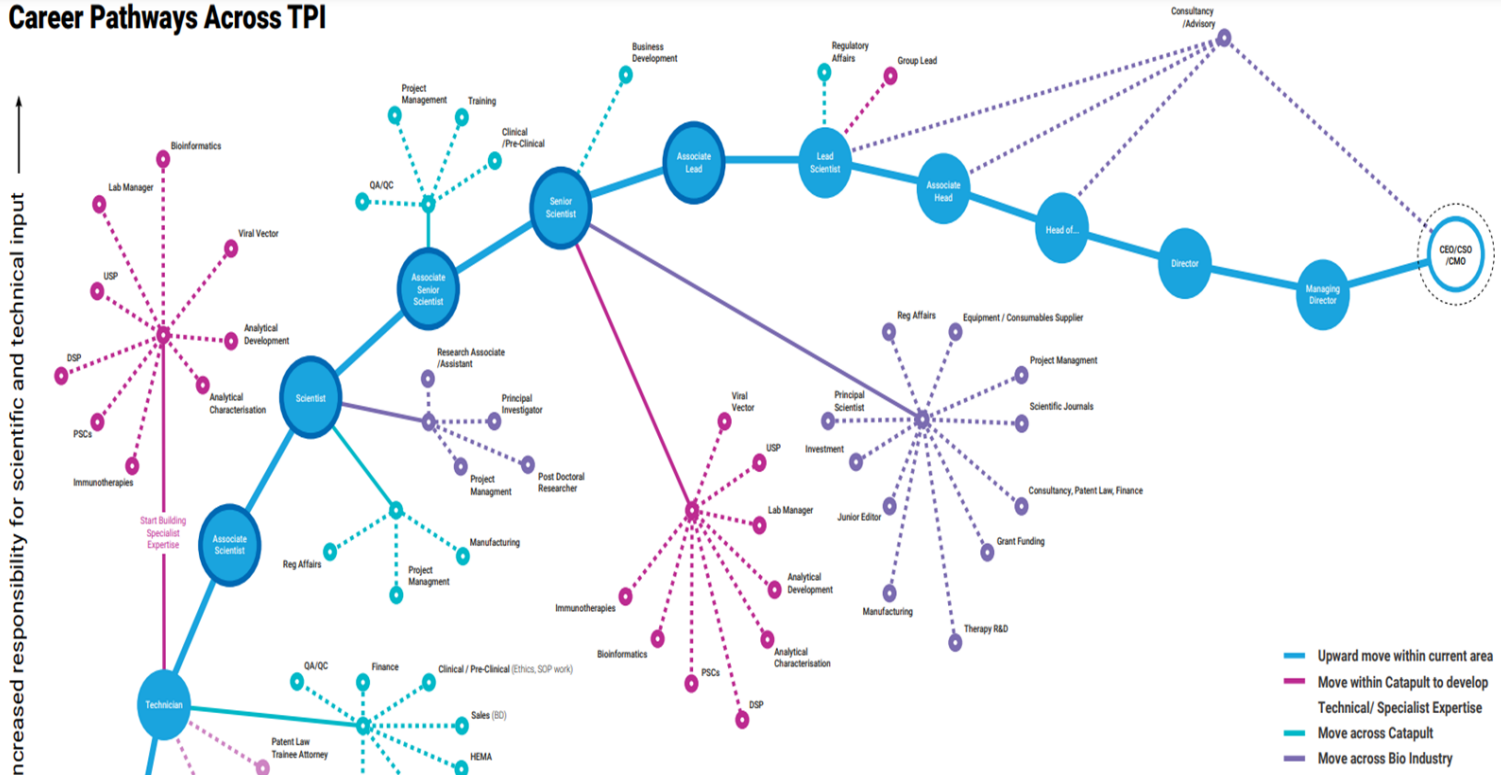 Career Pathways Across TPI
ncreased responsibility for scientific and technical input
Consultancy
/Advisory
Business
Development
Regulatory
Affairs
Group Lead
Project
Management
Training
Clinical
/Pre-Clinical
QA/QC
Bioinformatics
Lab Manager
Viral Vector
USP
Analytical
Development
DSP
Analytical
Characterisation
PSCs
Immunotherapies
Start Building
Specialist
Expertise
Technician
Associate
Scientist
Scientist
Associate
Senior
Scientist
Senior
Scientist
Associate
Lead
Lead
Scientist
Associate
Head
Head of...
Director
Managing
Director
CEO/CSO
/CMO
Research Associate
/Assistant
Principal
Investigator
Project
Managment
Post Doctoral
Researcher
Reg Affairs
Project
Managment
Manufacturing
Viral
Vector
USP
Lab Manager
Analytical
Development
Analytical
Characterisation
DSP
PSCs
Bioinformatics
Immunotherapies
Reg Affairs
Equipment / Consumables Supplier
Project Managment
Scientific Journals
Consultancy, Patent Law, Finance
Grant Funding
Therapy R&D
Manufacturing
Junior Editor
Investment
Principal
Scientist
QA/QC
Finance
Clinical / Pre-Clinical (Ethics, SOP work)
Sales (BD)
HEMA
Patent Law
Trainee Attorney
Upward move within current area
Move within Catapult to develop
Technical/ Specialist Expertise
Move across Catapult
Move across Bio Industry